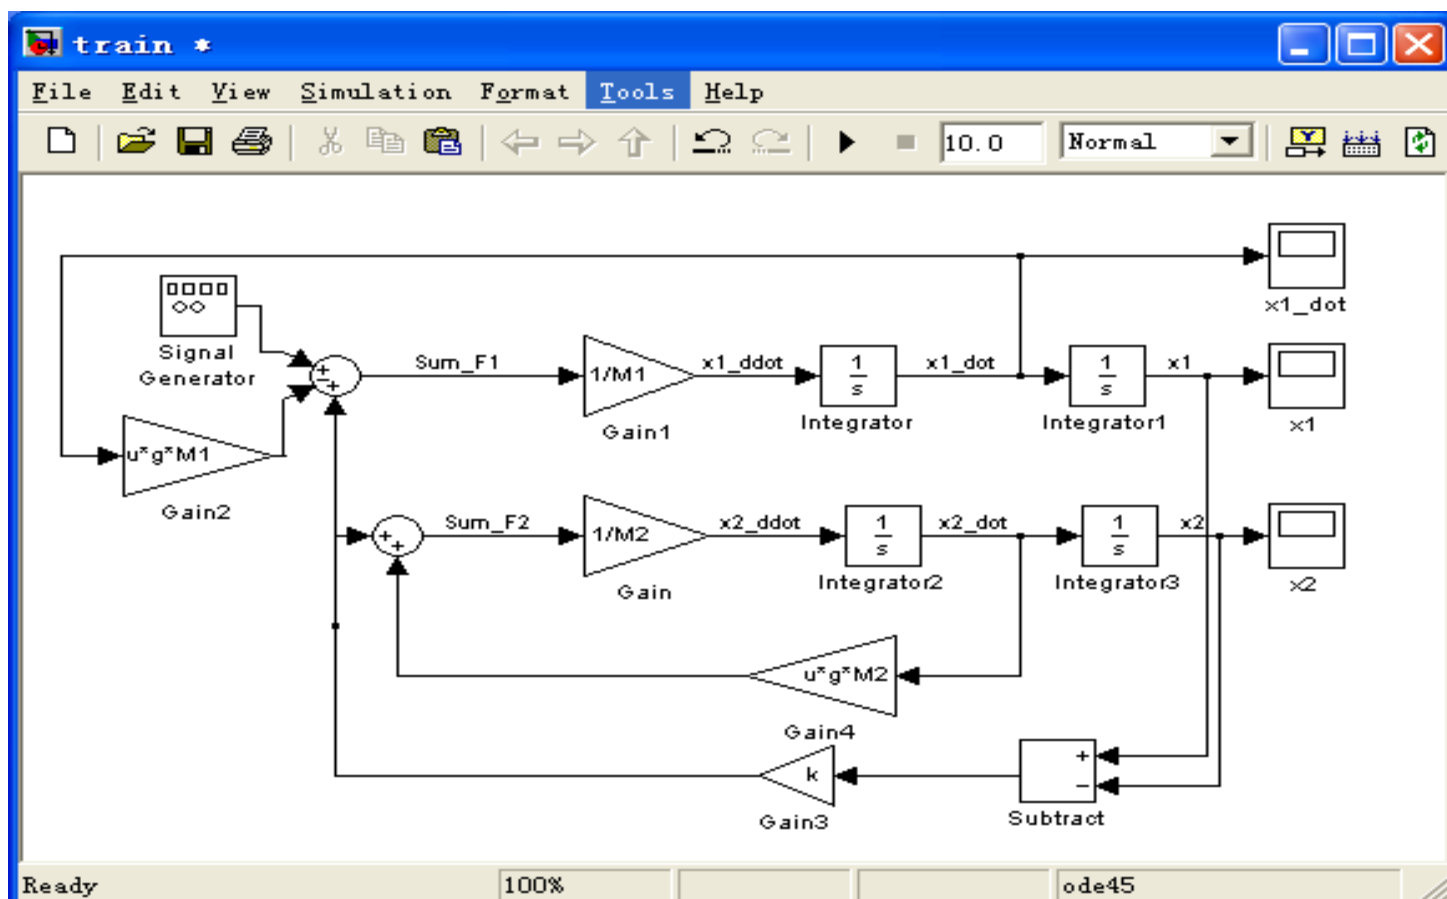 train *
File Edit View Simulation Format Tools Help
10.0 Normal
x1_dot
Signal
Generator
Sum_F1
1/M1
Gain1
x1_ddot
1
s
Integrator
x1_dot
1
s
Integrator1
x1
x1
u*g*M1
Gain2
Sum_F2
1/M2
Gain
x2_ddot
1
s
Integrator2
x2_dot
1
s
Integrator3
x2
x2
u*g*M2
Gain4
k
Gain3
+
−
Subtract
Ready 100% ode45